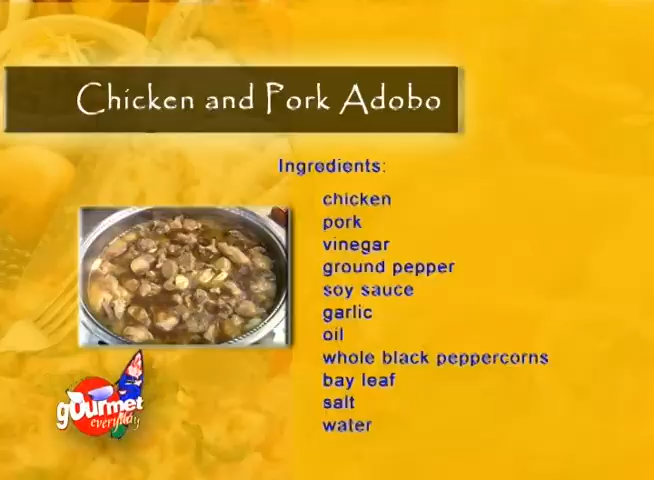 Chicken and Pork Adobo
Ingredients:
chicken
pork
vinegar
ground pepper
soy sauce
garlic
oil
whole black peppercorns
bay leaf
salt
water
gourmet
everyday